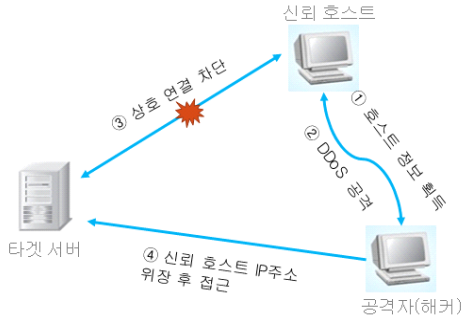 신뢰 호스트
③ 상호 연결 차단
① 호스트 정보 획득
② DDoS 공격
타겟 서버
④ 신뢰 호스트 IP주소
위장 후 접근
공격자(해커)